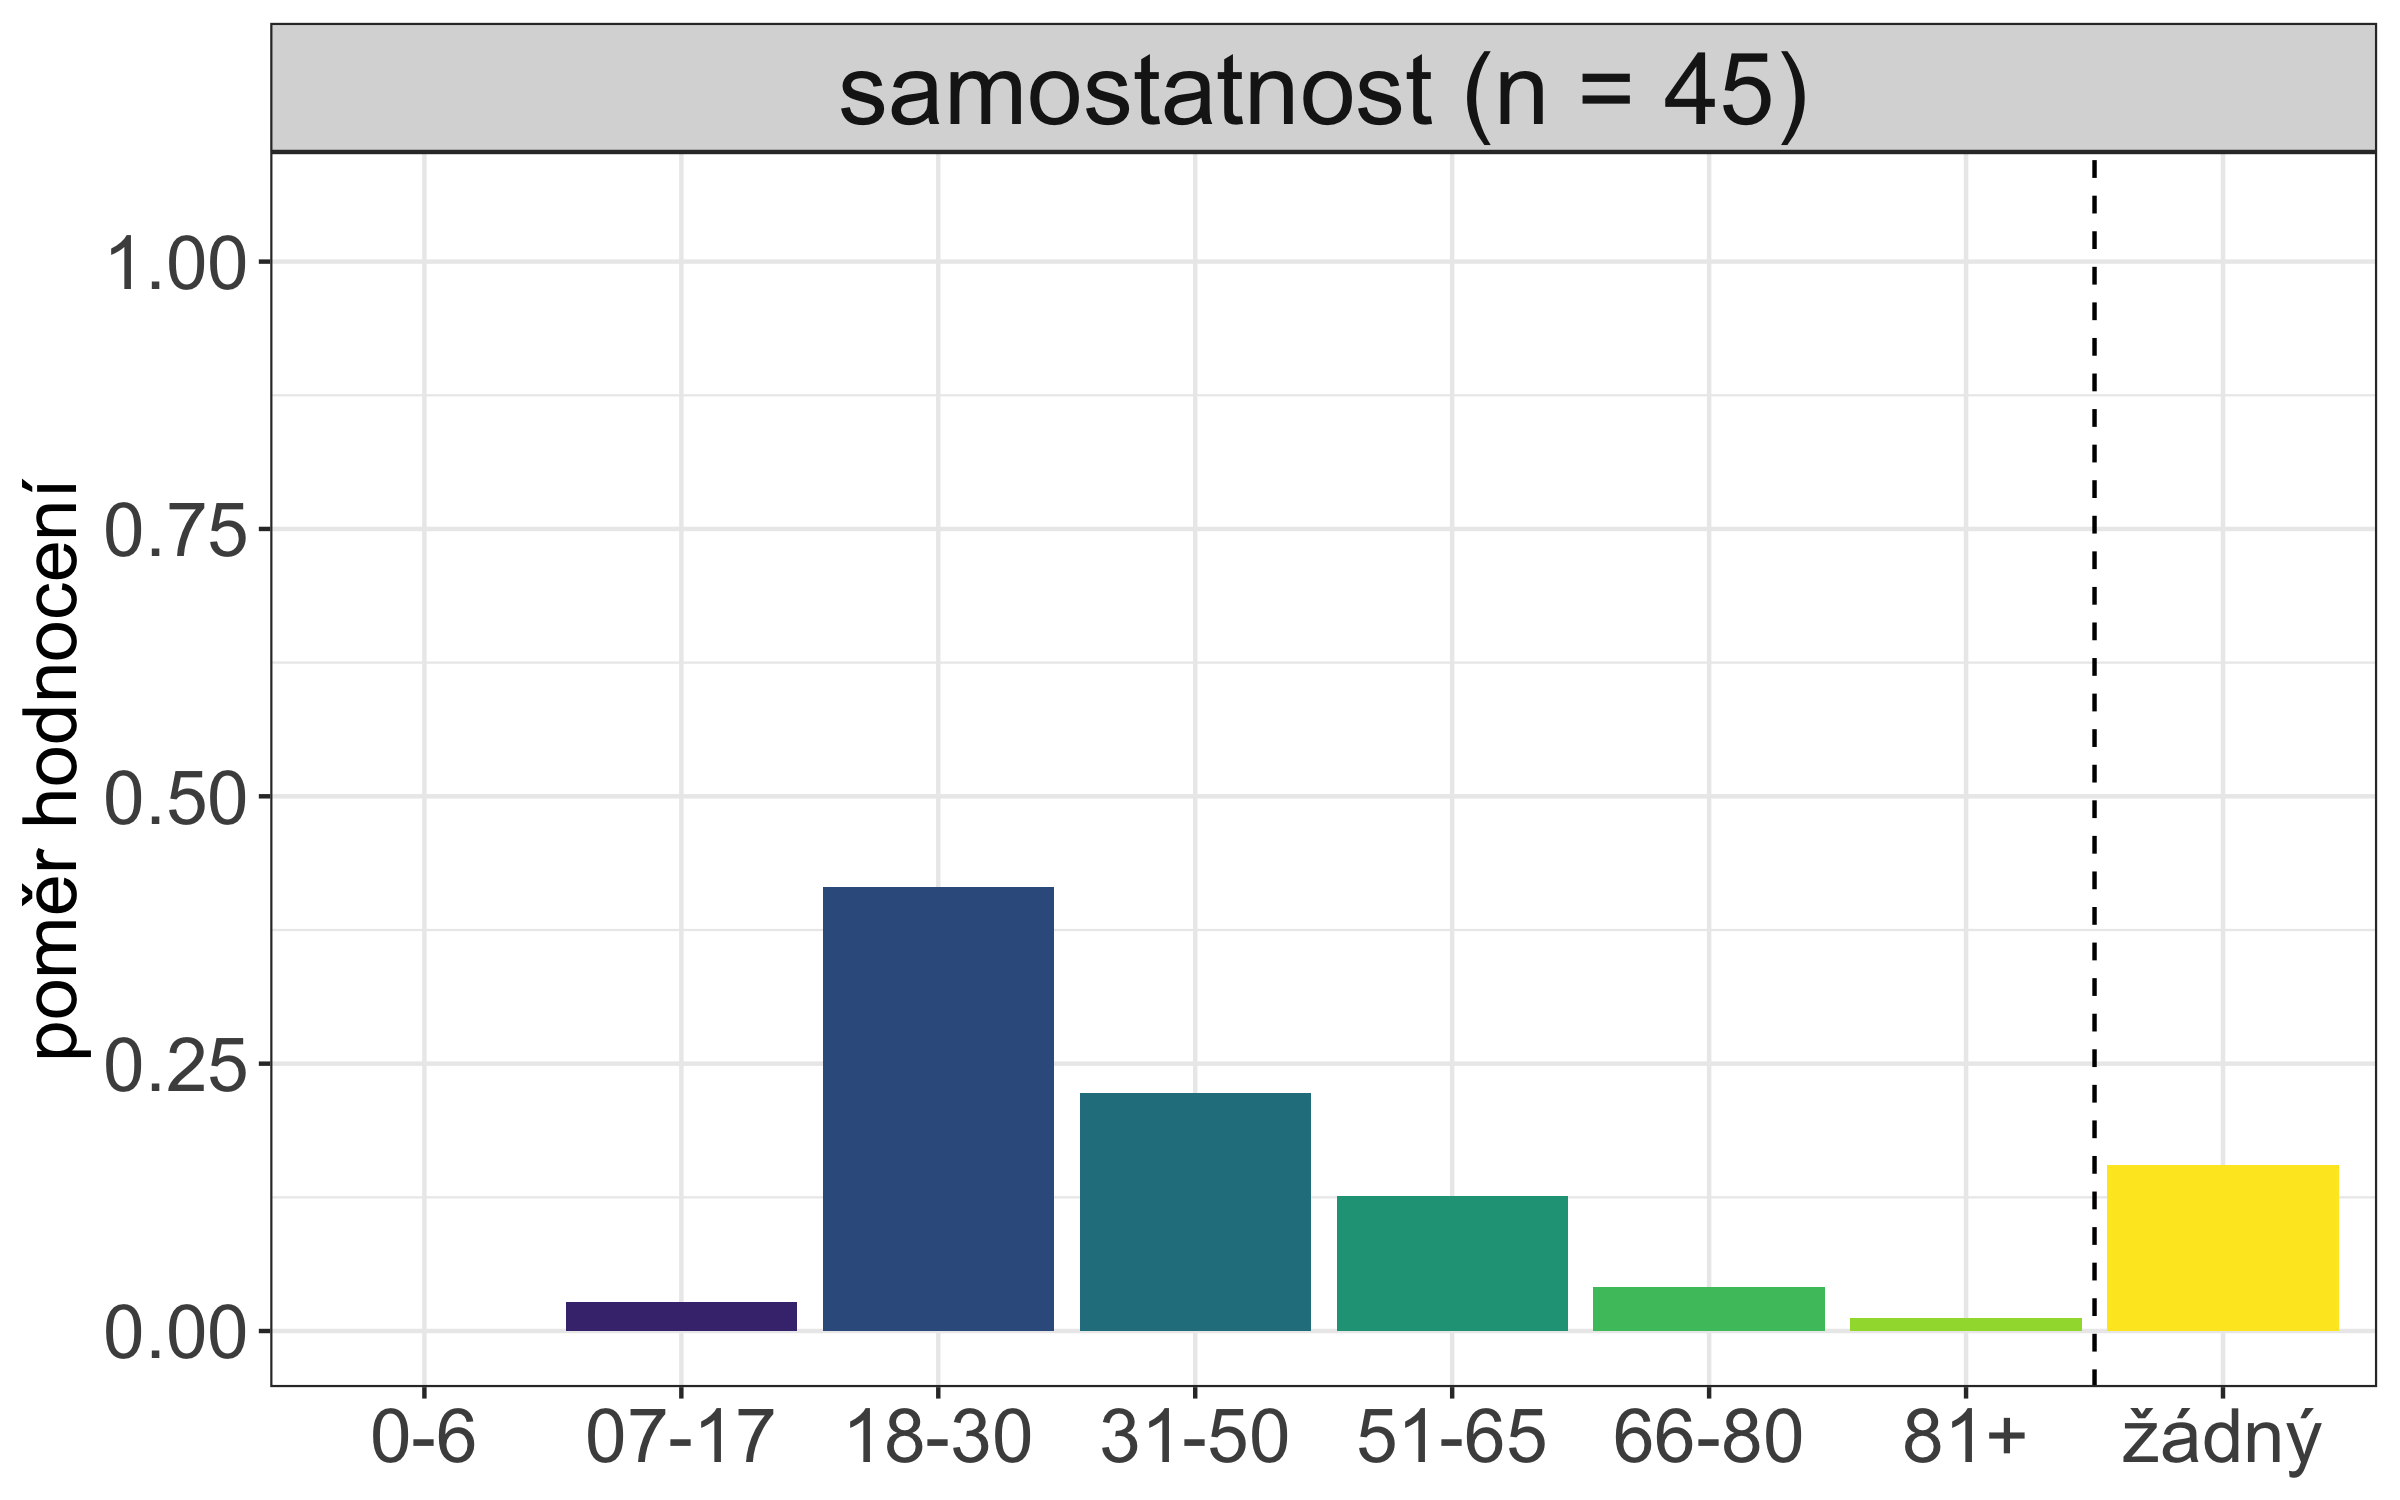 samostatnost (n = 45)
poměr hodnocení
1.00
0.75
0.50
0.25
0.00
0-6 07-17 18-30 31-50 51-65 66-80 81+ žádný